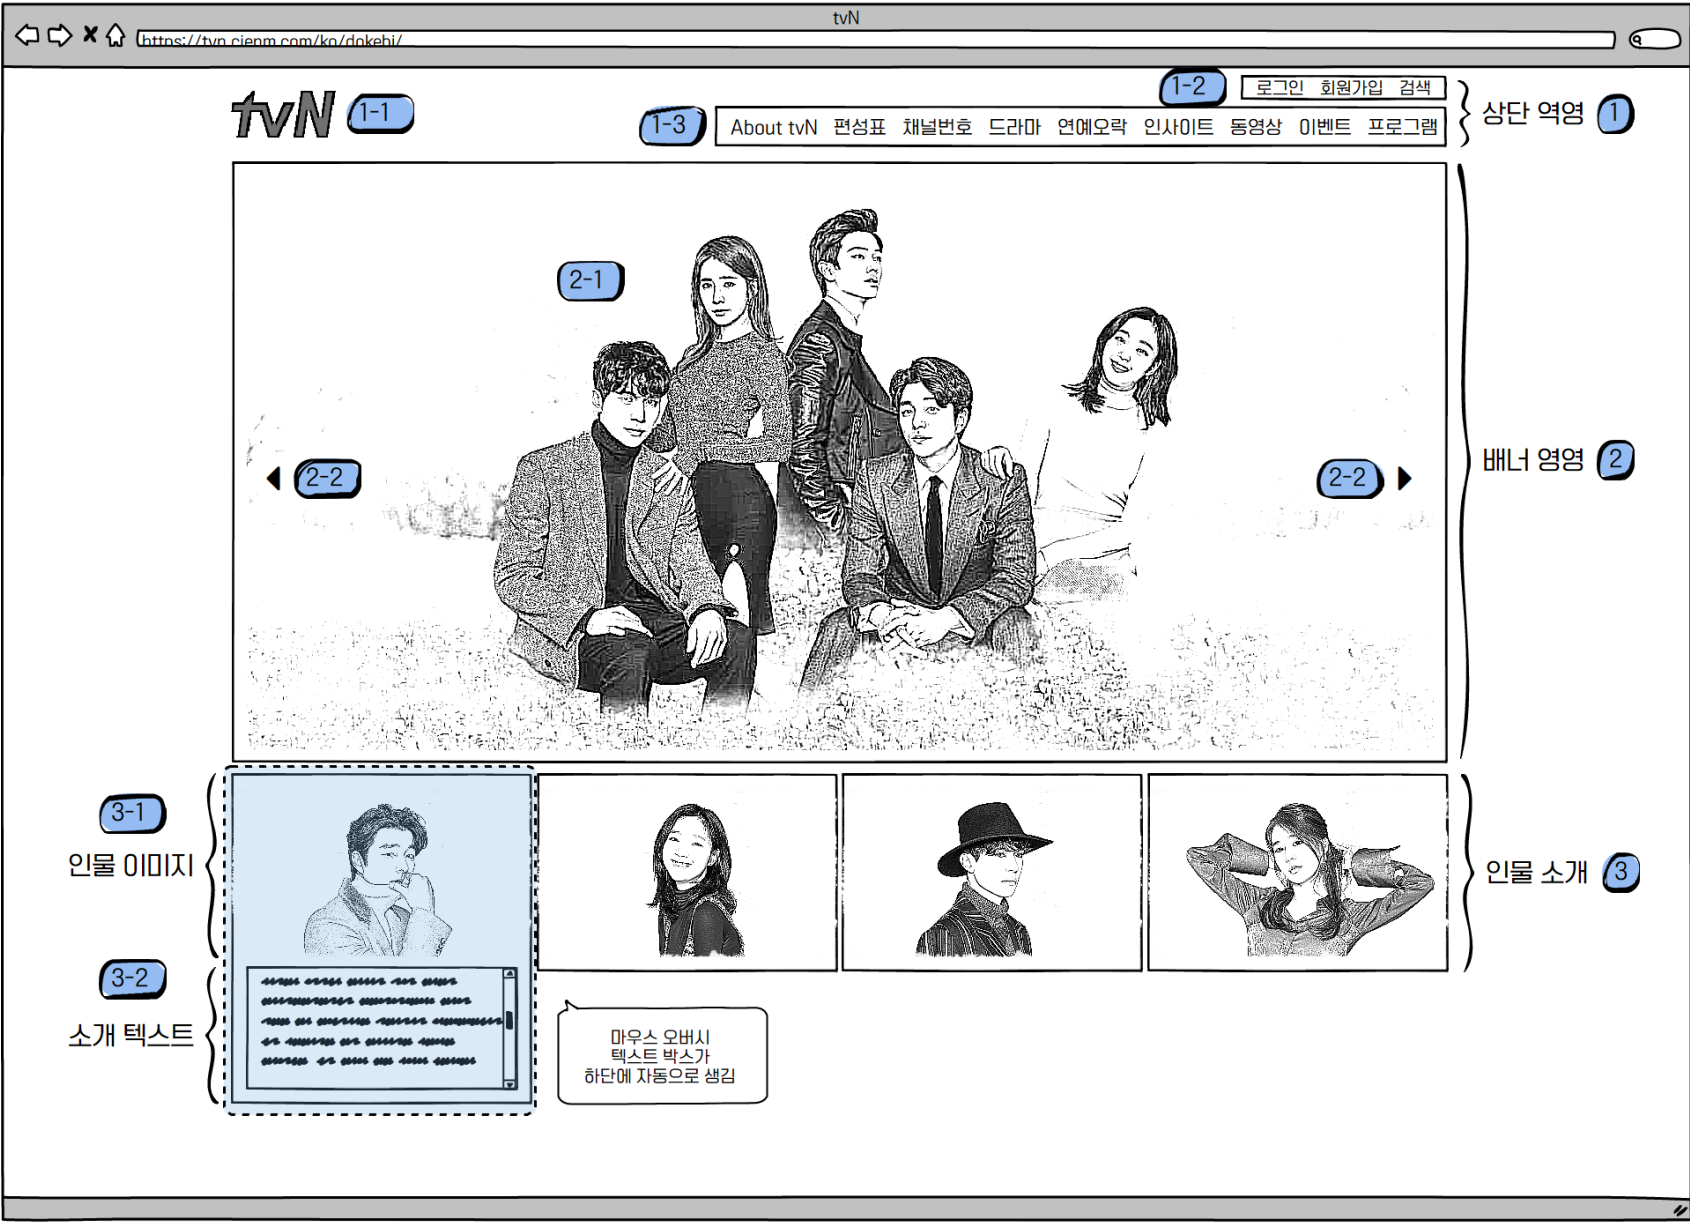 tvN
https://tvn.cjenm.com/ko/dokebi/
tvN
1-1
1-2
로그인 회원가입 검색
1-3
About tvN 편성표 채널번호 드라마 연예오락 인사이트 동영상 이벤트 프로그램
상단 역영
1
2-1
2-2
2-2
배너 영영
2
3-1
인물 이미지
인물 소개
3
3-2
소개 텍스트
마우스 오버시
텍스트 박스가
하단에 자동으로 생김